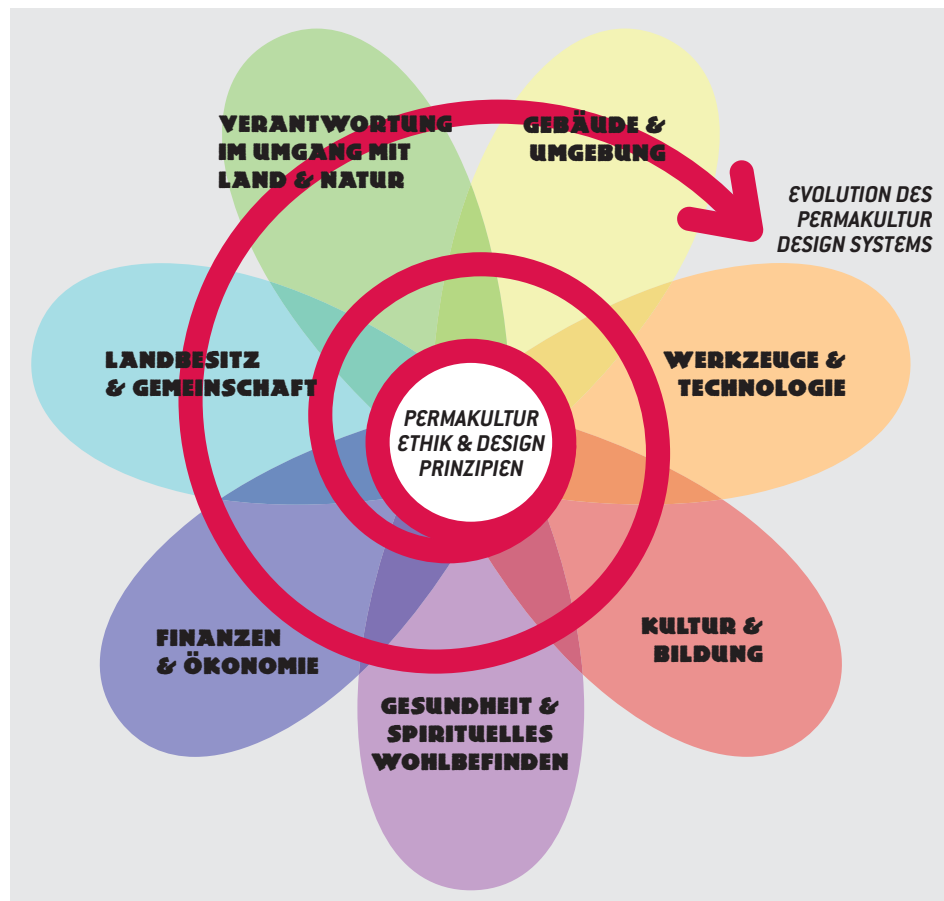 VERANTWORTUNG
IM UMGANG MIT
LAND & NATUR
GEBÄUDE &
UMGEBUNG
EVOLUTION DES
PERMAKULTUR
DESIGN SYSTEMS
WERKZEUGE &
TECHNOLOGIE
KULTUR &
BILDUNG
GESUNDHEIT &
SPIRITUELLES
WOHLBEFINDEN
FINANZEN
& ÖKONOMIE
LANDBESITZ
& GEMEINSCHAFT
PERMAKULTUR
ETHIK & DESIGN
PRINZIPIEN